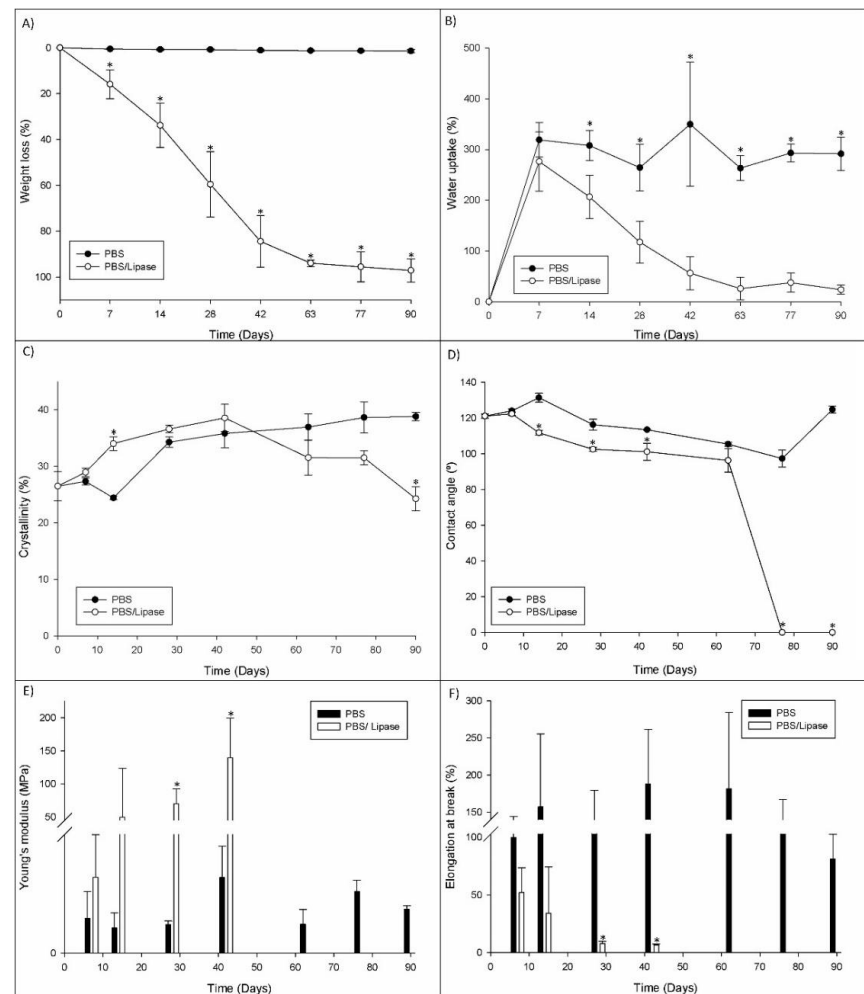 A)
0
20
40
60
80
100
Weight loss (%)
* * * * * * *
PBS
PBS/Lipase
0 7 14 28 42 63 77 90
Time (Days)
B)
500
400
300
200
100
0
Water uptake (%)
* * * * * *
PBS
PBS/Lipase
0 7 14 28 42 63 77 90
Time (Days)
C)
40
30
20
10
0
Crystallinity (%)
* *
PBS
PBS/Lipase
0 10 20 30 40 50 60 70 80 90
Time (Days)
D)
140
120
100
80
60
40
20
0
Contact angle (º)
* * * * *
PBS
PBS/Lipase
0 10 20 30 40 50 60 70 80 90
Time (Days)
E)
200
150
100
50
0
Young's modulus (MPa)
* *
PBS
PBS/ Lipase
0 10 20 30 40 50 60 70 80 90
Time (Days)
F)
300
250
200
150
100
50
0
Elongation at break (%)
* *
PBS
PBS/Lipase
0 10 20 30 40 50 60 70 80 90
Time (Days)